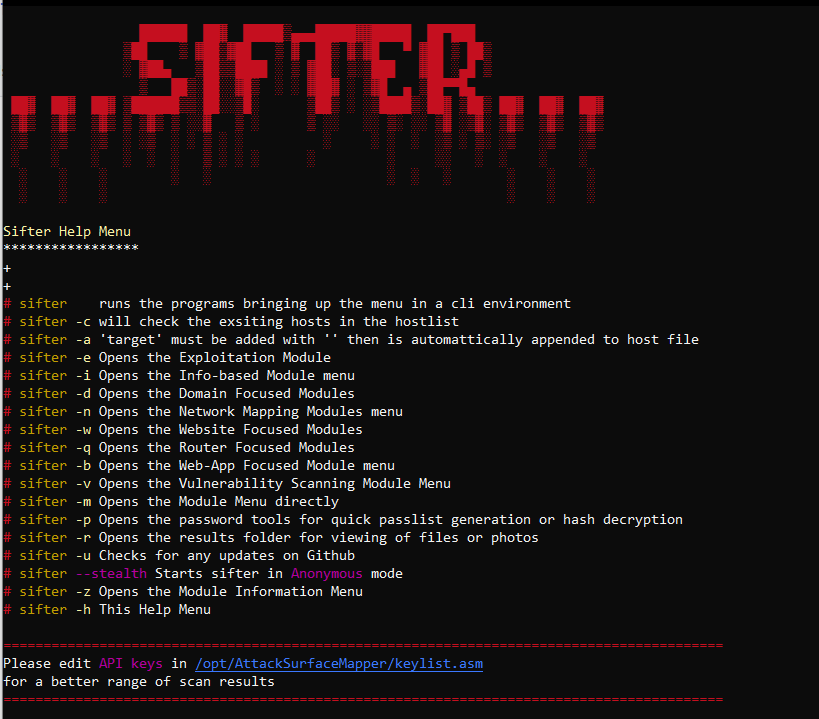 SIFTER
Sifter Help Menu
*****************
+
+
# sifter    runs the programs bringing up the menu in a cli environment
# sifter -c will check the exsiting hosts in the hostlist
# sifter -a 'target' must be added with '' then is automattically appended to host file
# sifter -e Opens the Exploitation Module
# sifter -i Opens the Info-based Module menu
# sifter -d Opens the Domain Focused Modules
# sifter -n Opens the Network Mapping Modules menu
# sifter -w Opens the Website Focused Modules
# sifter -q Opens the Router Focused Modules
# sifter -b Opens the Web-App Focused Module menu
# sifter -v Opens the Vulnerability Scanning Module Menu
# sifter -m Opens the Module Menu directly
# sifter -p Opens the password tools for quick passlist generation or hash decryption
# sifter -r Opens the results folder for viewing of files or photos
# sifter -u Checks for any updates on Github
# sifter --stealth Starts sifter in Anonymous mode
# sifter -z Opens the Module Information Menu
# sifter -h This Help Menu
==========================================================================================
Please edit API keys in /opt/AttackSurfaceMapper/keylist.asm
for a better range of scan results
==========================================================================================